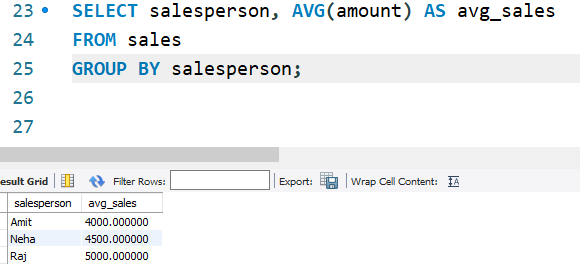 23 SELECT salesperson, AVG(amount) AS avg_sales
24 FROM sales
25 GROUP BY salesperson;
26
27
esult Grid Filter Rows: Export: Wrap Cell Content: IA
salesperson avg_sales
Amit 4000.000000
Neha 4500.000000
Raj 5000.000000